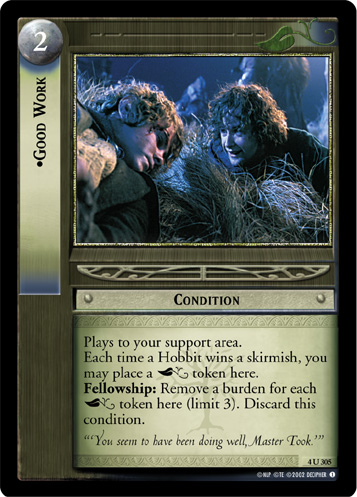 2
•Good Work
Condition
Plays to your support area.
Each time a Hobbit wins a skirmish, you
may place a token here.
Fellowship: Remove a burden for each
token here (limit 3). Discard this
condition.
“‘You seem to have been doing well, Master Took.’”
4 U 305
©NLP ©TE ©2002 DECIPHER